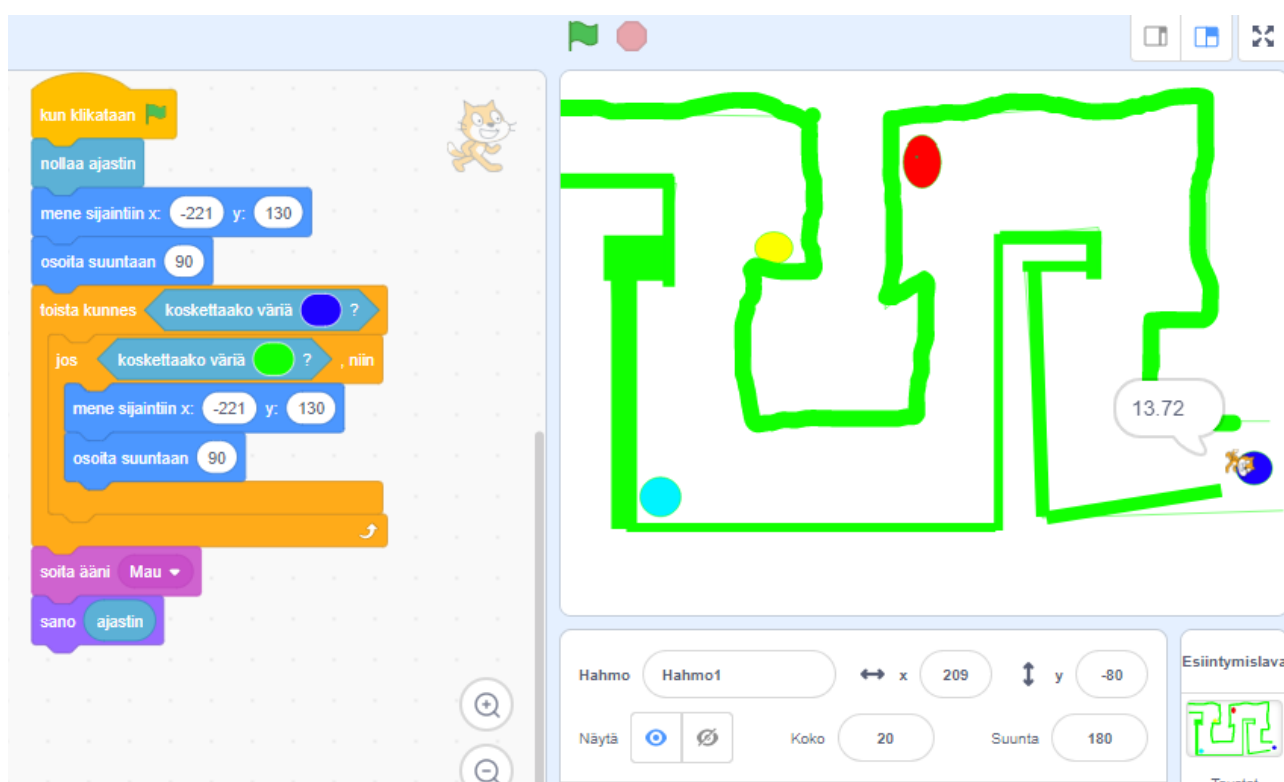 kun klikataan
nollaa ajastin
mene sijaintiin x: -221 y: 130
osoita suuntaan 90
toista kunnes koskettaako väriä ?
jos koskettaako väriä ? , niin
mene sijaintiin x: -221 y: 130
osoita suuntaan 90
soita ääni Mau
sano ajastin
13.72
Hahmo Hahmo1 x 209 y -80
Näytä Koko 20 Suunta 180
Esiintymislava